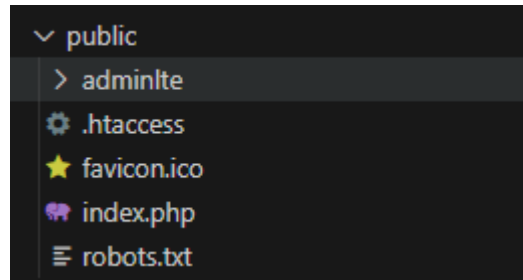 public
adminlte
.htaccess
favicon.ico
index.php
robots.txt